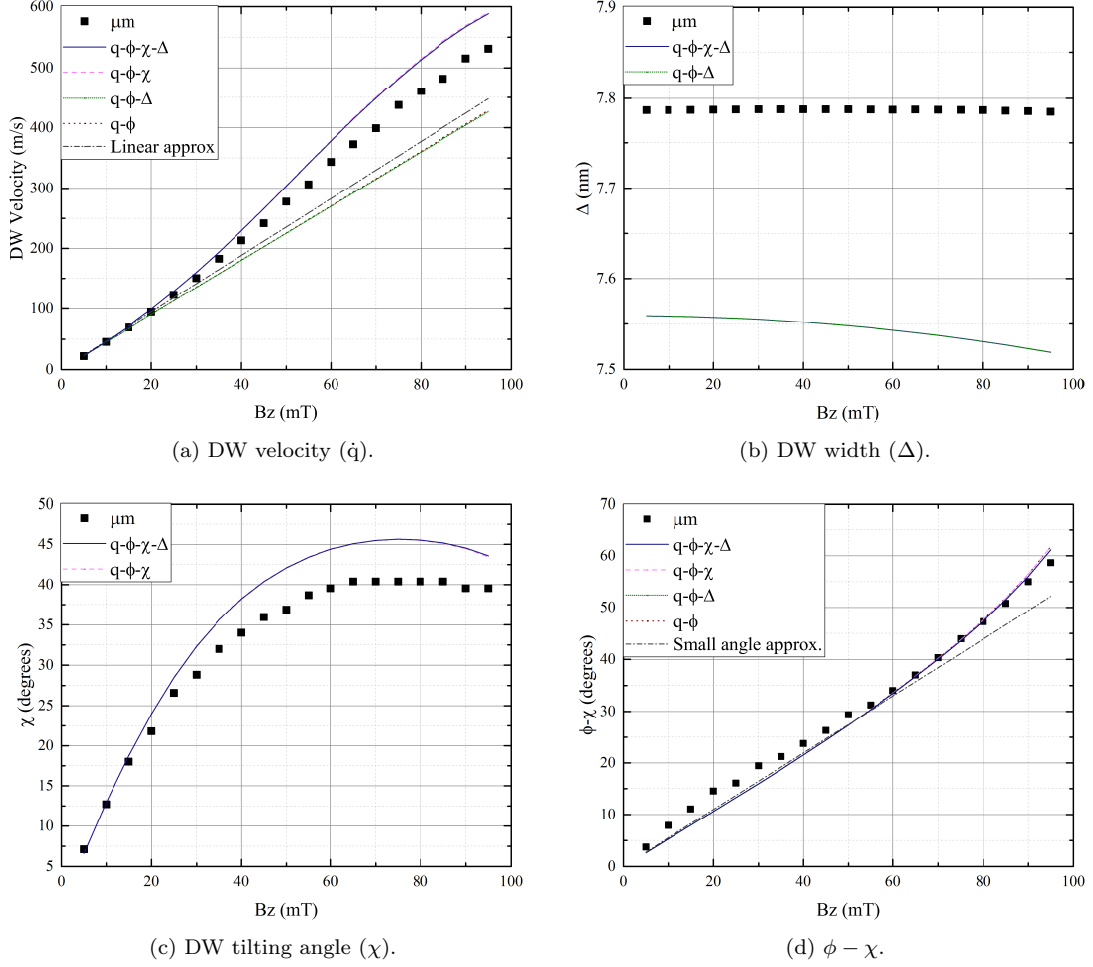 600
500
400
300
200
100
0
DW Velocity (m/s)
μm
q-ϕ-χ-Δ
q-ϕ-χ
q-ϕ-Δ
q-ϕ
Linear approx
0 20 40 60 80 100
Bz (mT)
(a) DW velocity (q̇).
7.9
7.8
7.7
7.6
7.5
Δ (nm)
μm
q-ϕ-χ-Δ
q-ϕ-Δ
0 20 40 60 80 100
Bz (mT)
(b) DW width (Δ).
50
45
40
35
30
25
20
15
10
5
χ (degrees)
μm
q-ϕ-χ-Δ
q-ϕ-χ
0 20 40 60 80 100
Bz (mT)
(c) DW tilting angle (χ).
70
60
50
40
30
20
10
0
ϕ-χ (degrees)
μm
q-ϕ-χ-Δ
q-ϕ-χ
q-ϕ-Δ
q-ϕ
Small angle approx.
0 20 40 60 80 100
Bz (mT)
(d) ϕ − χ.